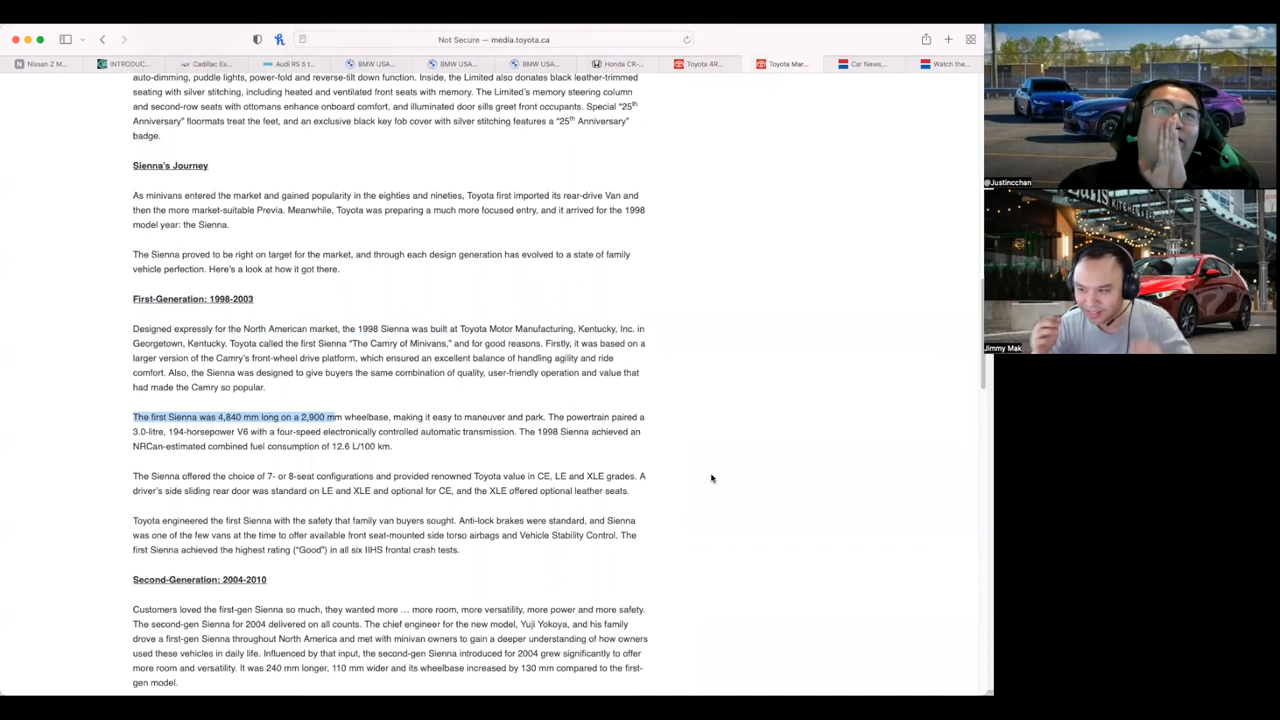 Not Secure — media.toyota.ca
Nissan Z M...
INTRODUC...
Cadillac Es...
Audi RS 5 t...
BMW USA...
BMW USA...
BMW USA...
Honda CR-...
Toyota 4R...
Toyota Mar...
Car News,...
Watch the...
auto-dimming, puddle lights, power-fold and reverse-tilt down function. Inside, the Limited also donates black leather-trimmed
seating with silver stitching, including heated and ventilated front seats with memory. The Limited's memory steering column
and second-row seats with ottomans enhance onboard comfort, and illuminated door sills greet front occupants. Special “25th
Anniversary” floormats treat the feet, and an exclusive black key fob cover with silver stitching features a “25th Anniversary”
badge.
Sienna's Journey
As minivans entered the market and gained popularity in the eighties and nineties, Toyota first imported its rear-drive Van and
then the more market-suitable Previa. Meanwhile, Toyota was preparing a much more focused entry, and it arrived for the 1998
model year: the Sienna.
The Sienna proved to be right on target for the market, and through each design generation has evolved to a state of family
vehicle perfection. Here's a look at how it got there.
First-Generation: 1998-2003
Designed expressly for the North American market, the 1998 Sienna was built at Toyota Motor Manufacturing, Kentucky, Inc. in
Georgetown, Kentucky. Toyota called the first Sienna “The Camry of Minivans,” and for good reasons. Firstly, it was based on a
larger version of the Camry's front-wheel drive platform, which ensured an excellent balance of handling agility and ride
comfort. Also, the Sienna was designed to give buyers the same combination of quality, user-friendly operation and value that
had made the Camry so popular.
The first Sienna was 4,840 mm long on a 2,900 mm wheelbase, making it easy to maneuver and park. The powertrain paired a
3.0-litre, 194-horsepower V6 with a four-speed electronically controlled automatic transmission. The 1998 Sienna achieved an
NRCan-estimated combined fuel consumption of 12.6 L/100 km.
The Sienna offered the choice of 7- or 8-seat configurations and provided renowned Toyota value in CE, LE and XLE grades. A
driver's side sliding rear door was standard on LE and XLE and optional for CE, and the XLE offered optional leather seats.
Toyota engineered the first Sienna with the safety that family van buyers sought. Anti-lock brakes were standard, and Sienna
was one of the few vans at the time to offer available front seat-mounted side torso airbags and Vehicle Stability Control. The
first Sienna achieved the highest rating (“Good”) in all six IIHS frontal crash tests.
Second-Generation: 2004-2010
Customers loved the first-gen Sienna so much, they wanted more … more room, more versatility, more power and more safety.
The second-gen Sienna for 2004 delivered on all counts. The chief engineer for the new model, Yuji Yokoya, and his family
drove a first-gen Sienna throughout North America and met with minivan owners to gain a deeper understanding of how owners
used these vehicles in daily life. Influenced by that input, the second-gen Sienna introduced for 2004 grew significantly to offer
more room and versatility. It was 240 mm longer, 110 mm wider and its wheelbase increased by 130 mm compared to the first-
gen model.
@Justincchan
KITCHEN
Jimmy Mak